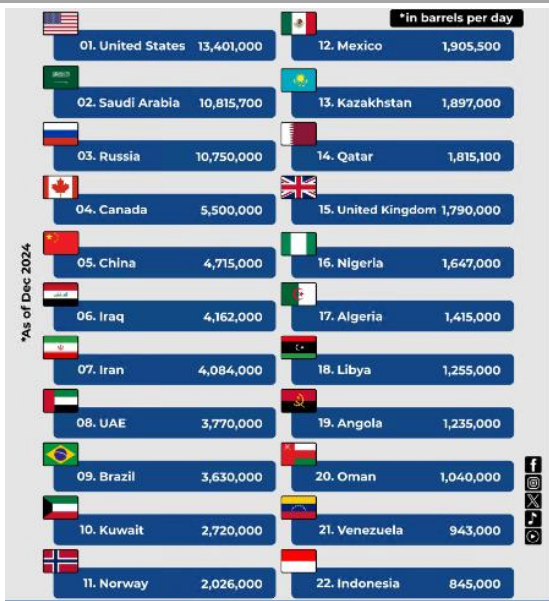 *in barrels per day
01. United States 13,401,000
02. Saudi Arabia 10,815,700
03. Russia 10,750,000
04. Canada 5,500,000
05. China 4,715,000
06. Iraq 4,162,000
07. Iran 4,084,000
08. UAE 3,770,000
09. Brazil 3,630,000
10. Kuwait 2,720,000
11. Norway 2,026,000
12. Mexico 1,905,500
13. Kazakhstan 1,897,000
14. Qatar 1,815,100
15. United Kingdom 1,790,000
16. Nigeria 1,647,000
17. Algeria 1,415,000
18. Libya 1,255,000
19. Angola 1,235,000
20. Oman 1,040,000
21. Venezuela 943,000
22. Indonesia 845,000
*As of Dec 2024